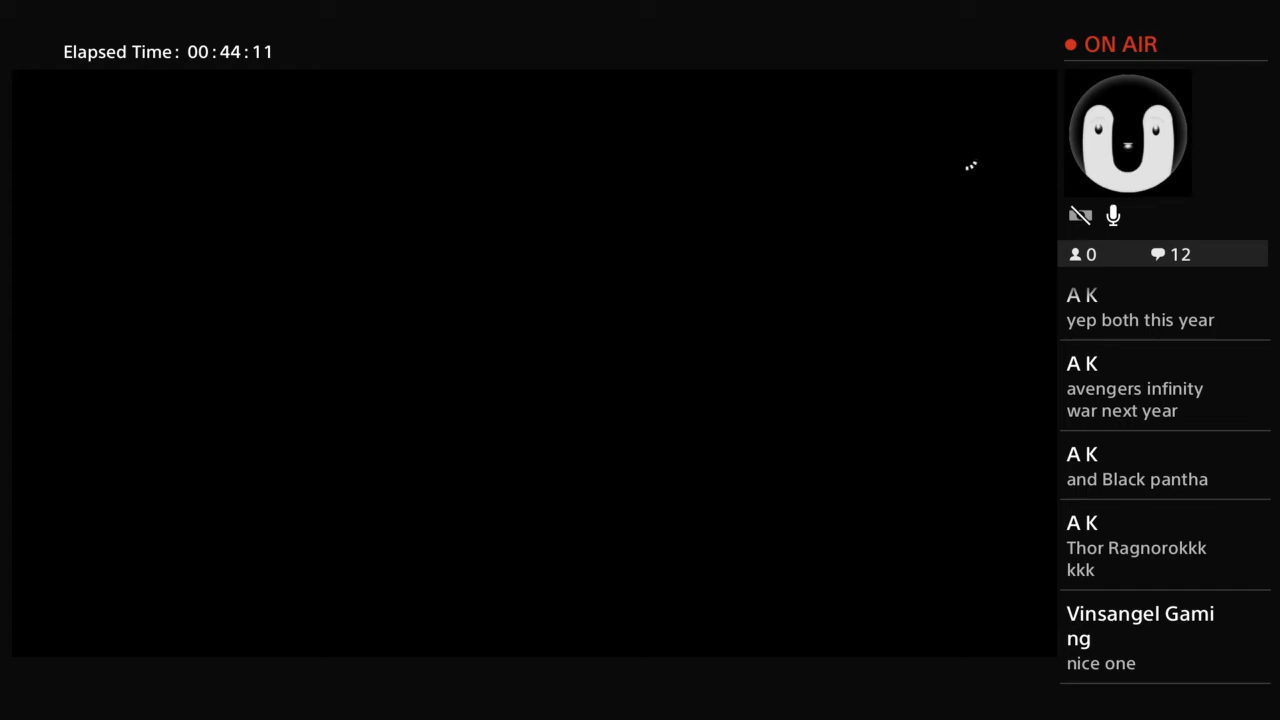 Elapsed Time: 00:44:11
ON AIR
0 12
A K
yep both this year
A K
avengers infinity
war next year
A K
and Black pantha
A K
Thor Ragnorokkk
kkk
Vinsangel Gami
ng
nice one